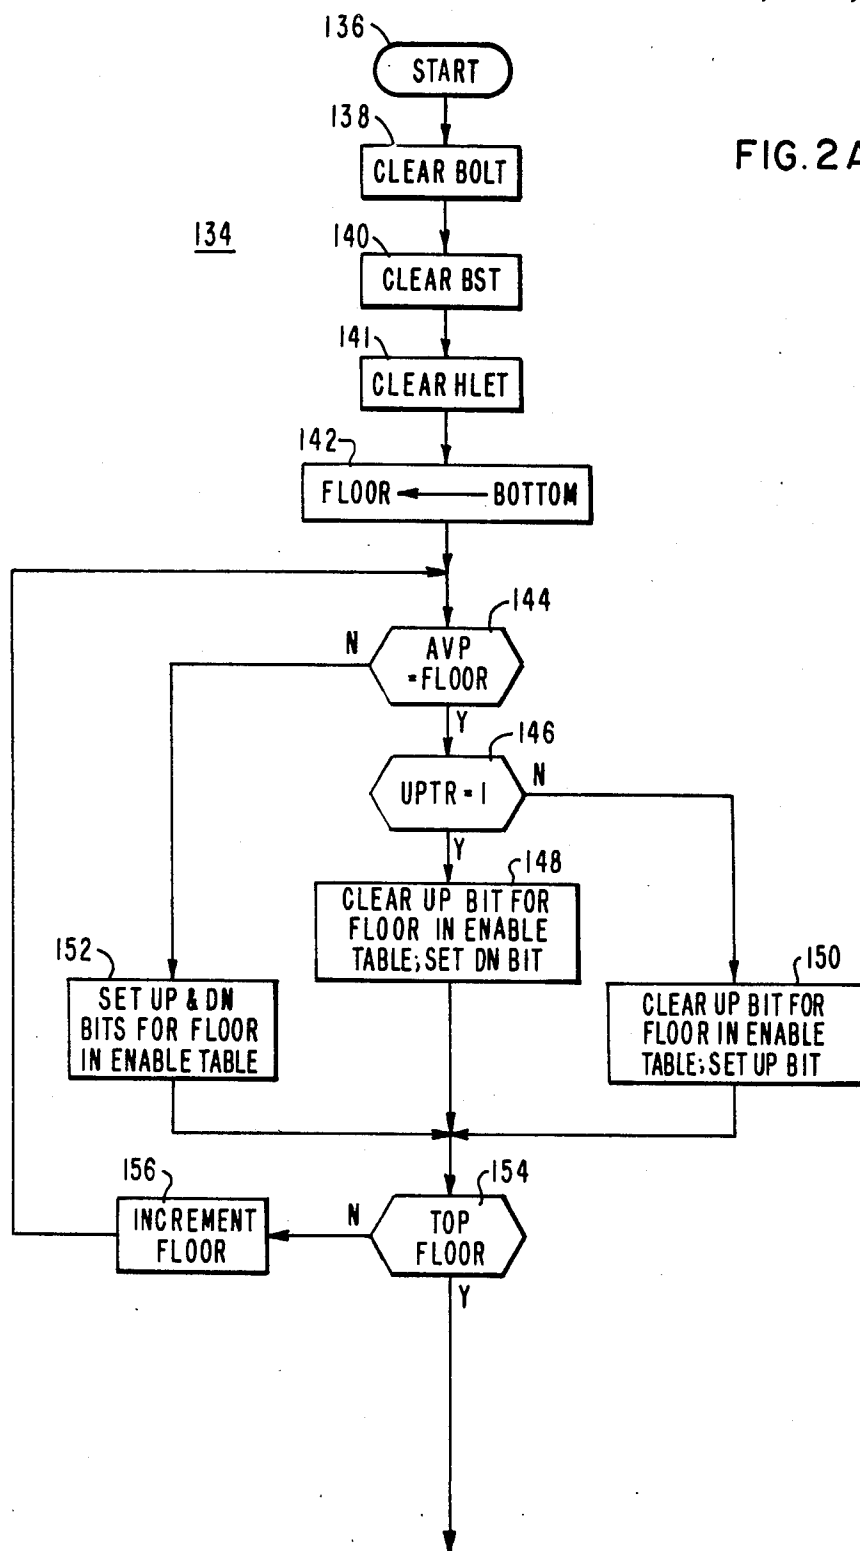 136
START
138
CLEAR BOLT
FIG. 2A
134
140
CLEAR BST
141
CLEAR HLET
142
FLOOR BOTTOM
144
N
AVP
=FLOOR
Y
146
UPTR=1
N
Y
148
CLEAR UP BIT FOR
FLOOR IN ENABLE
TABLE; SET DN BIT
152
SET UP & DN
BITS FOR FLOOR
IN ENABLE TABLE
150
CLEAR UP BIT FOR
FLOOR IN ENABLE
TABLE; SET UP BIT
156
INCREMENT
FLOOR
154
N
TOP
FLOOR
Y